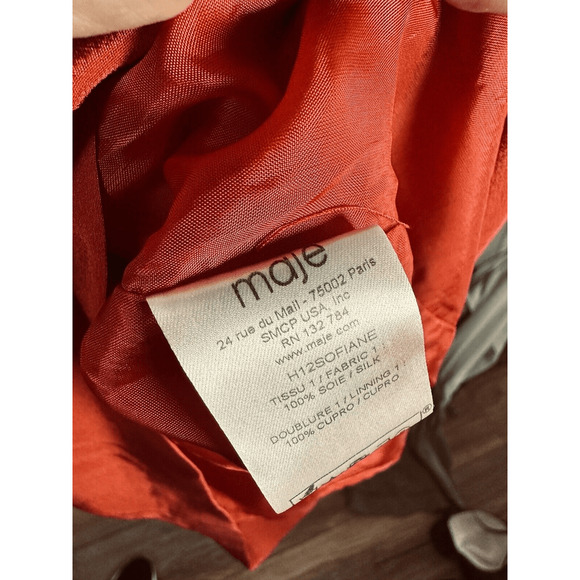 maje
24 rue du Mail - 75002 Paris
SMCP USA, Inc
RN 132 784
www.maje.com
H12SOFIANE
TISSU 1 / FABRIC 1 :
100% SOIE / SILK
DOUBLURE 1 / LINNING 1 :
100% CUPRO / CUPRO
®